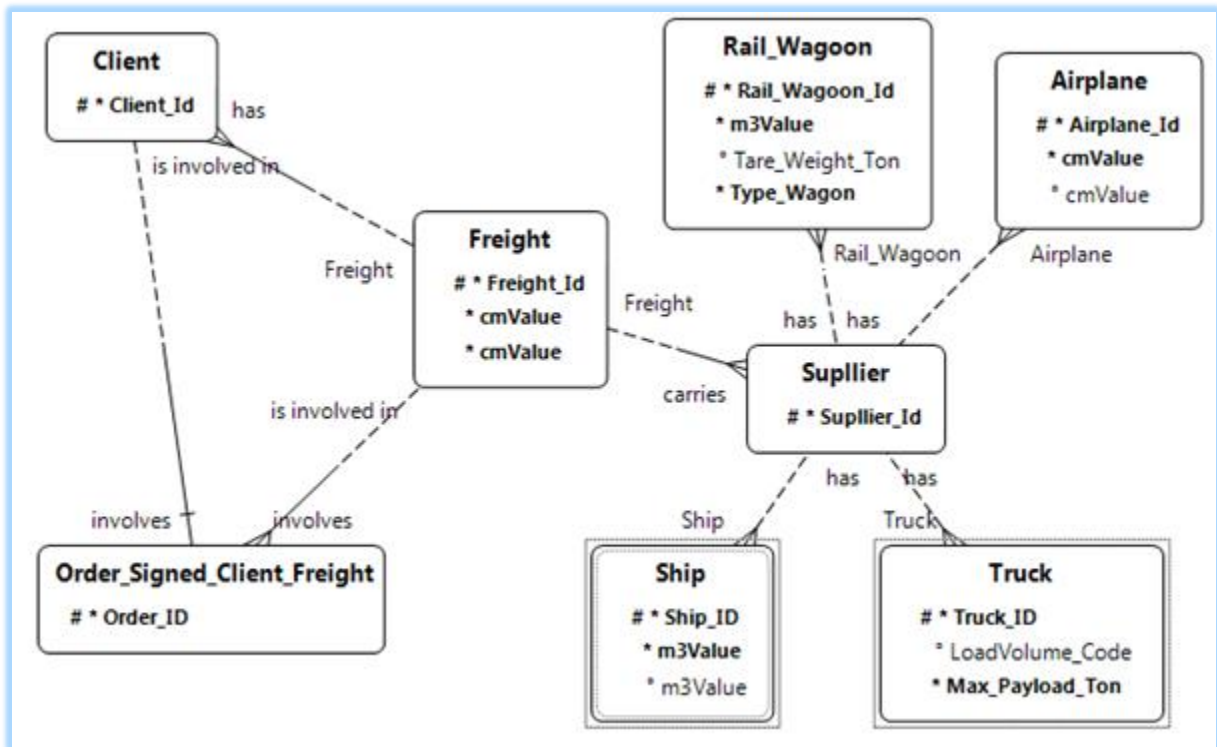 Client
# * Client_Id
has
is involved in
Rail_Wagoon
# * Rail_Wagoon_Id
* m3Value
° Tare_Weight_Ton
* Type_Wagon
Airplane
# * Airplane_Id
* cmValue
° cmValue
Freight
# * Freight_Id
* cmValue
* cmValue
Freight
Freight
Rail_Wagoon
Airplane
has
has
Supllier
# * Supllier_Id
carries
is involved in
has
has
involves
involves
Ship
Truck
Order_Signed_Client_Freight
# * Order_ID
Ship
# * Ship_ID
* m3Value
° m3Value
Truck
# * Truck_ID
° LoadVolume_Code
* Max_Payload_Ton